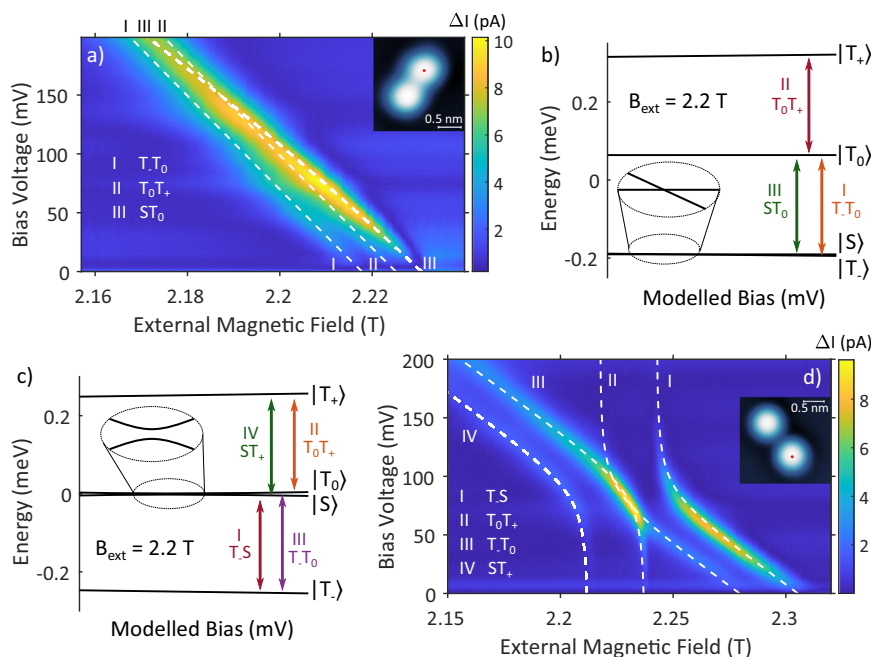 I III II
ΔI (pA)
a)
Bias Voltage (mV)
150
100
50
0
I T₋T₀
II T₀T₊
III ST₀
0.5 nm
I
II
III
2.16
2.18
2.2
2.22
External Magnetic Field (T)
10
8
6
4
2
b)
Energy (meV)
0.2
0
-0.2
B_ext = 2.2 T
II
T₀T₊
III
ST₀
I
T₋T₀
|T₊⟩
|T₀⟩
|S⟩
|T₋⟩
Modelled Bias (mV)
c)
Energy (meV)
0.2
0
-0.2
|T₊⟩
IV
ST₊
II
T₀T₊
|T₀⟩
|S⟩
B_ext = 2.2 T
I
T₋S
III
T₋T₀
|T₋⟩
Modelled Bias (mV)
ΔI (pA)
d)
Bias Voltage (mV)
200
150
100
50
0
III
II
I
IV
0.5 nm
I T₋S
II T₀T₊
III T₋T₀
IV ST₊
2.15
2.2
2.25
2.3
External Magnetic Field (T)
8
6
4
2
0